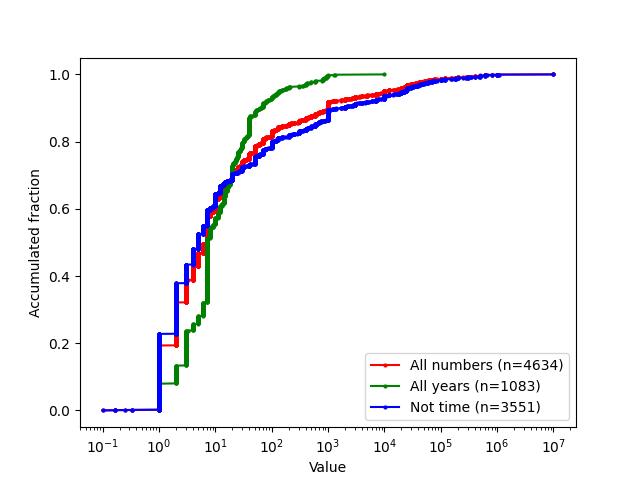 1.0
0.8
0.6
0.4
0.2
0.0
Accumulated fraction
All numbers (n=4634)
All years (n=1083)
Not time (n=3551)
10⁻¹ 10⁰ 10¹ 10² 10³ 10⁴ 10⁵ 10⁶ 10⁷
Value